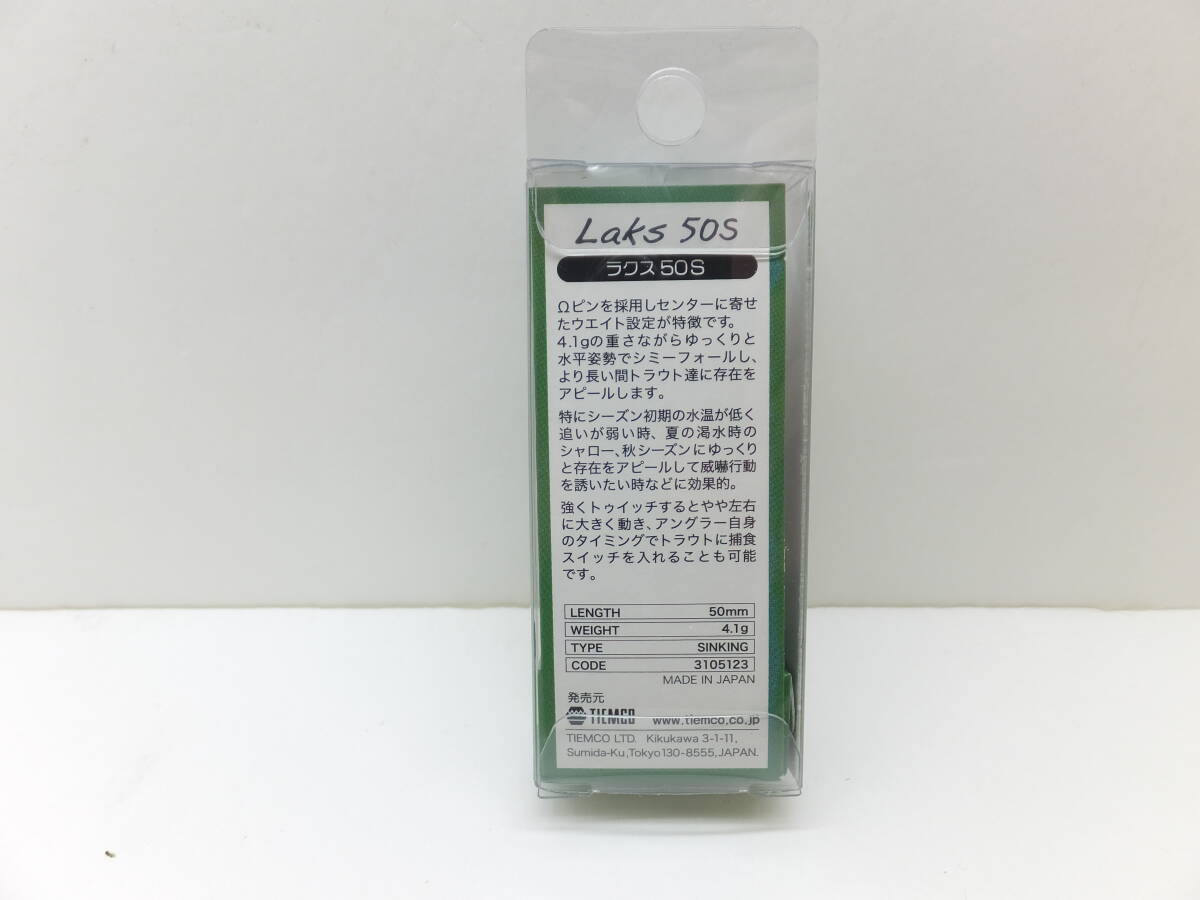 Laks 50S
ラクス50S
Ωピンを採用しセンターに寄せ
たウエイト設定が特徴です。
4.1gの重さながらゆっくりと
水平姿勢でシミーフォールし、
より長い間トラウト達に存在を
アピールします。
特にシーズン初期の水温が低く
追いが弱い時、夏の渇水時の
シャロー、秋シーズンにゆっくり
と存在をアピールして威嚇行動
を誘いたい時などに効果的。
強くトゥイッチするとやや左右
に大きく動き、アングラー自身
のタイミングでトラウトに捕食
スイッチを入れることも可能
です。
LENGTH 50mm
WEIGHT 4.1g
TYPE SINKING
CODE 3105123
MADE IN JAPAN
発売元
TIEMCO www.tiemco.co.jp
TIEMCO LTD. Kikukawa 3-1-11,
Sumida-Ku,Tokyo130-8555,JAPAN.